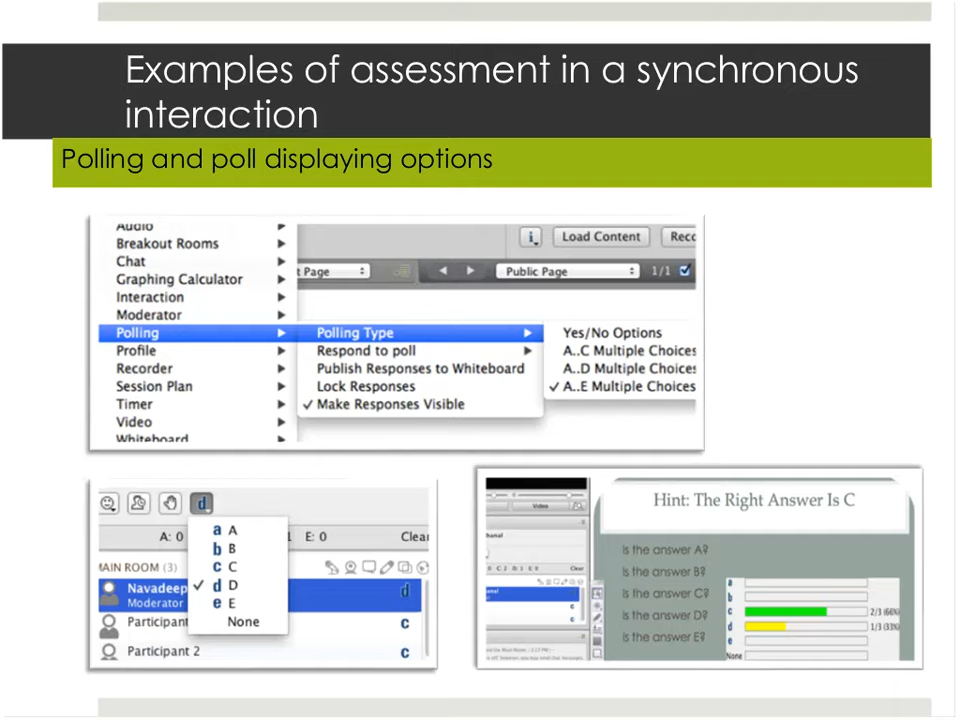 Examples of assessment in a synchronous
interaction
Polling and poll displaying options
Audio
Breakout Rooms
Chat
Graphing Calculator
Interaction
Moderator
Polling
Profile
Recorder
Session Plan
Timer
Video
Whiteboard
Polling Type
Respond to poll
Publish Responses to Whiteboard
Lock Responses
✓ Make Responses Visible
Yes/No Options
A..C Multiple Choices
A..D Multiple Choices
✓ A..E Multiple Choices
i Load Content Reco
t Page Public Page 1/1
d
A: 0 1 E: 0 Clear
a A
b B
c C
✓ d D
e E
None
MAIN ROOM (3)
Navadeep d
Moderator
Participant c
Participant 2 c
Hint: The Right Answer Is C
Is the answer A?
Is the answer B?
Is the answer C?
Is the answer D?
Is the answer E?
Video
Clear
c
c
a
b
c 2/3 (66%)
d 1/3 (33%)
e
None